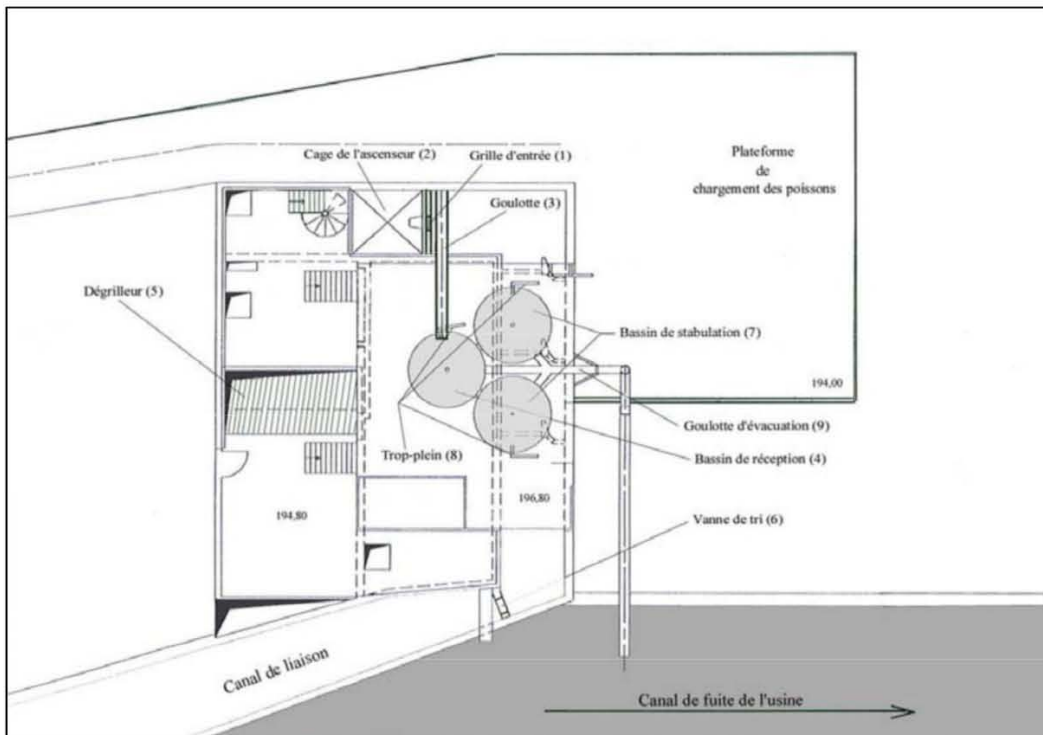 Plateforme
de
chargement des poissons
Cage de l'ascenseur (2)
Grille d'entrée (1)
Goulotte (3)
Dégrilleur (5)
Bassin de stabulation (7)
194,00
Goulotte d'évacuation (9)
Trop-plein (8)
Bassin de réception (4)
194,80
196,80
Vanne de tri (6)
Canal de liaison
Canal de fuite de l'usine